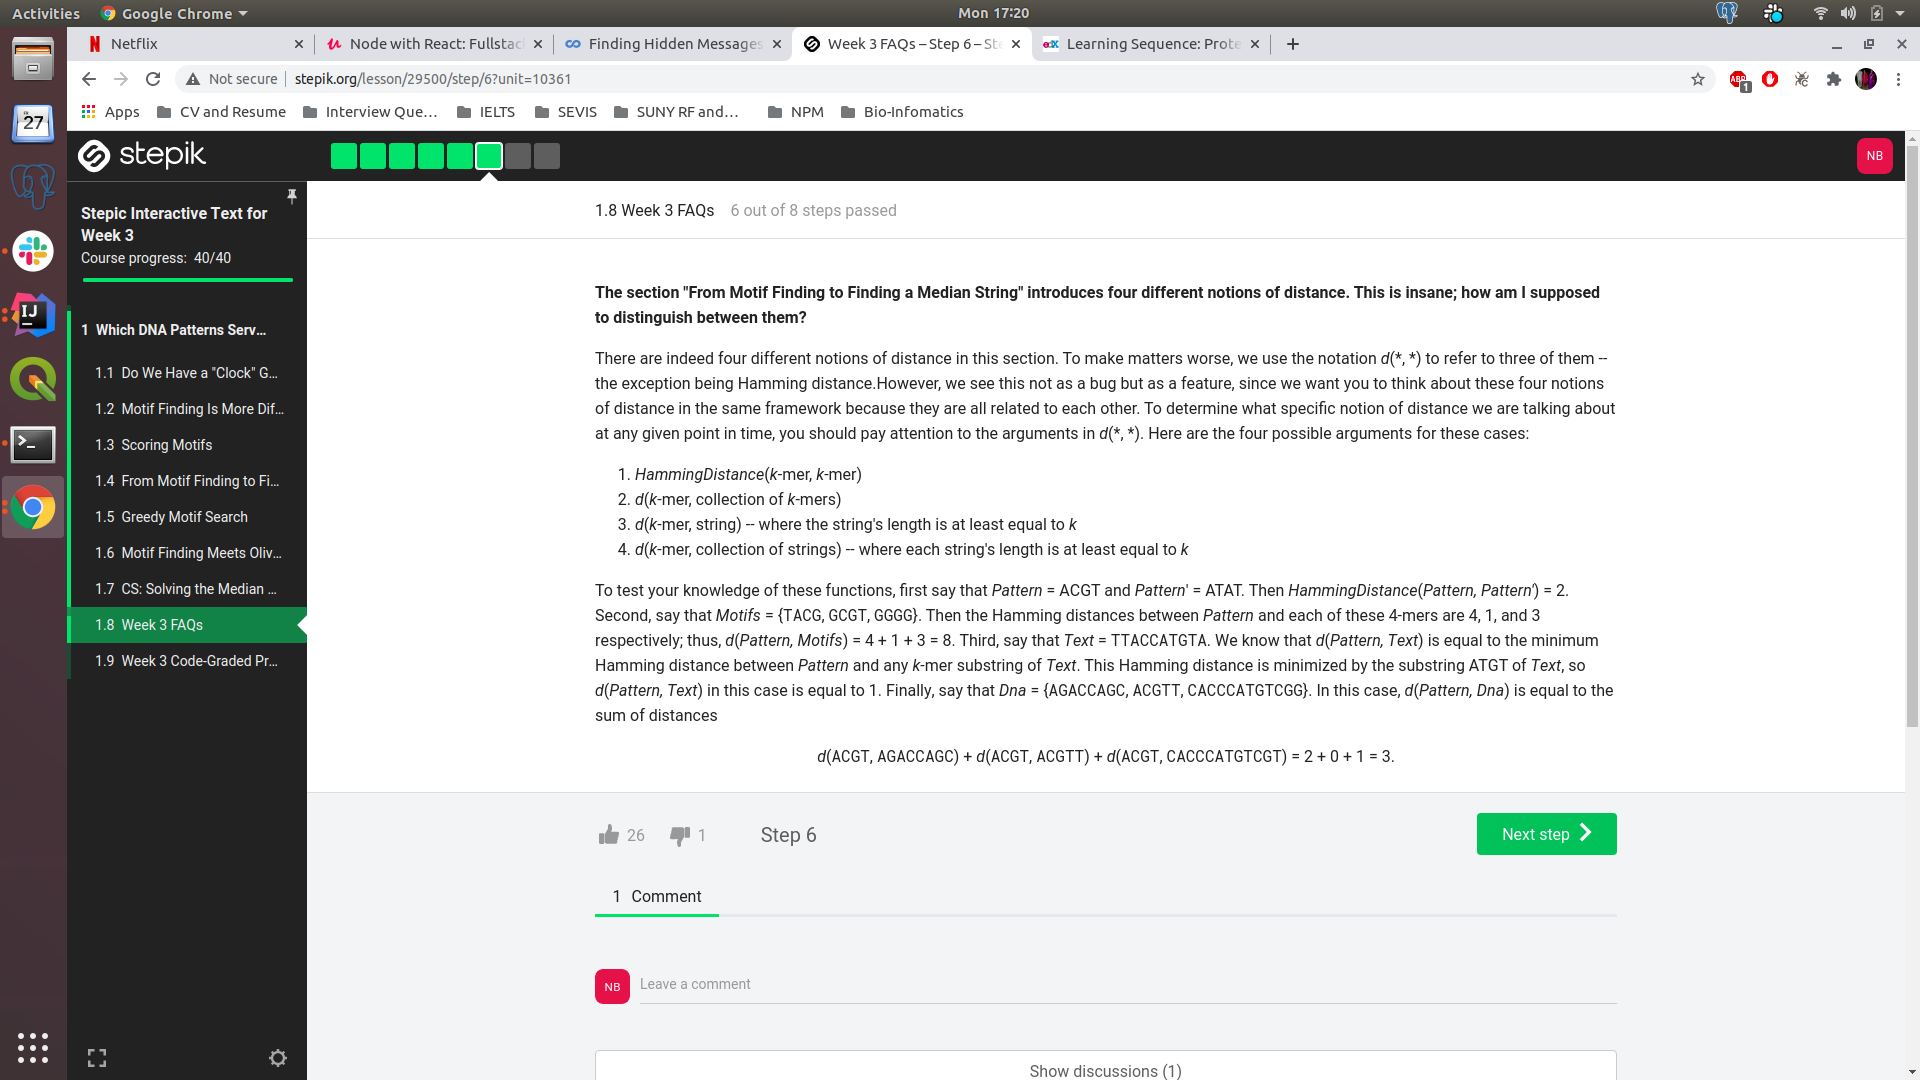 Activities Google Chrome Mon 17:20
Netflix Node with React: Fullstac Finding Hidden Messages Week 3 FAQs – Step 6 – Ste Learning Sequence: Prote
Not secure stepik.org/lesson/29500/step/6?unit=10361
ABP 1
Apps CV and Resume Interview Que… IELTS SEVIS SUNY RF and… NPM Bio-Infomatics
27
IJ
stepik NB
Stepic Interactive Text for
Week 3
Course progress: 40/40
1 Which DNA Patterns Serv…
1.1 Do We Have a "Clock" G…
1.2 Motif Finding Is More Dif…
1.3 Scoring Motifs
1.4 From Motif Finding to Fi…
1.5 Greedy Motif Search
1.6 Motif Finding Meets Oliv…
1.7 CS: Solving the Median …
1.8 Week 3 FAQs
1.9 Week 3 Code-Graded Pr…
1.8 Week 3 FAQs 6 out of 8 steps passed
The section "From Motif Finding to Finding a Median String" introduces four different notions of distance. This is insane; how am I supposed
to distinguish between them?
There are indeed four different notions of distance in this section. To make matters worse, we use the notation d(*, *) to refer to three of them --
the exception being Hamming distance.However, we see this not as a bug but as a feature, since we want you to think about these four notions
of distance in the same framework because they are all related to each other. To determine what specific notion of distance we are talking about
at any given point in time, you should pay attention to the arguments in d(*, *). Here are the four possible arguments for these cases:
1. HammingDistance(k-mer, k-mer)
2. d(k-mer, collection of k-mers)
3. d(k-mer, string) -- where the string's length is at least equal to k
4. d(k-mer, collection of strings) -- where each string's length is at least equal to k
To test your knowledge of these functions, first say that Pattern = ACGT and Pattern' = ATAT. Then HammingDistance(Pattern, Pattern') = 2.
Second, say that Motifs = {TACG, GCGT, GGGG}. Then the Hamming distances between Pattern and each of these 4-mers are 4, 1, and 3
respectively; thus, d(Pattern, Motifs) = 4 + 1 + 3 = 8. Third, say that Text = TTACCATGTA. We know that d(Pattern, Text) is equal to the minimum
Hamming distance between Pattern and any k-mer substring of Text. This Hamming distance is minimized by the substring ATGT of Text, so
d(Pattern, Text) in this case is equal to 1. Finally, say that Dna = {AGACCAGC, ACGTT, CACCCATGTCGG}. In this case, d(Pattern, Dna) is equal to the
sum of distances
d(ACGT, AGACCAGC) + d(ACGT, ACGTT) + d(ACGT, CACCCATGTCGT) = 2 + 0 + 1 = 3.
26 1 Step 6 Next step
1 Comment
NB Leave a comment
Show discussions (1)